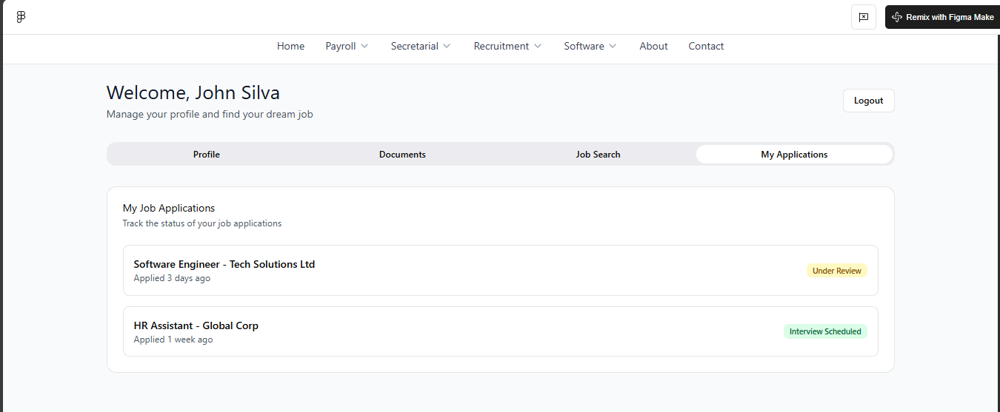 Remix with Figma Make
Home Payroll Secretarial Recruitment Software About Contact
Welcome, John Silva
Manage your profile and find your dream job
Logout
Profile Documents Job Search My Applications
My Job Applications
Track the status of your job applications
Software Engineer - Tech Solutions Ltd
Applied 3 days ago
Under Review
HR Assistant - Global Corp
Applied 1 week ago
Interview Scheduled